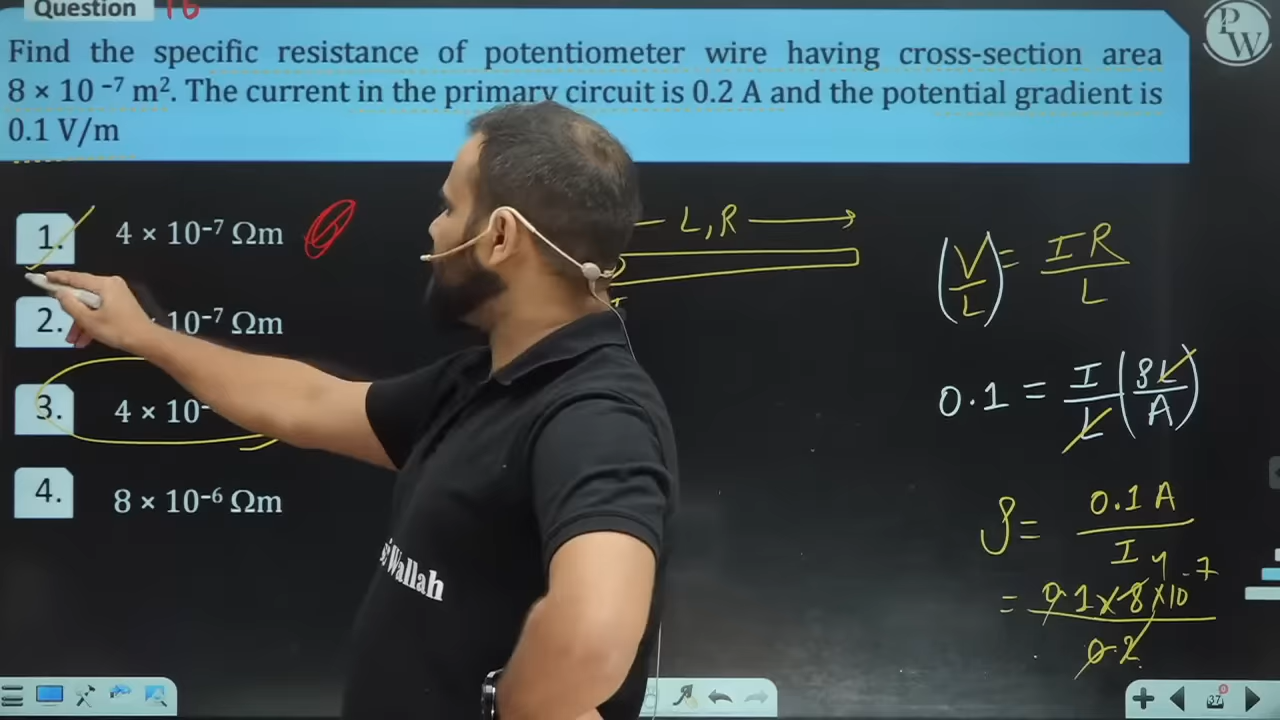 Question 16
Find the specific resistance of potentiometer wire having cross-section area
8 × 10 ⁻⁷ m². The current in the primary circuit is 0.2 A and the potential gradient is
0.1 V/m
PW
1. 4 × 10⁻⁷ Ωm
2. 10⁻⁷ Ωm
3. 4 × 10⁻
4. 8 × 10⁻⁶ Ωm
L, R
I
(V/L) = IR/L
0.1 = I/L (ρL/A)
ρ = 0.1 A/I
= 0.1 × 8 × 10⁻⁷/0.2
4
Wallah
37